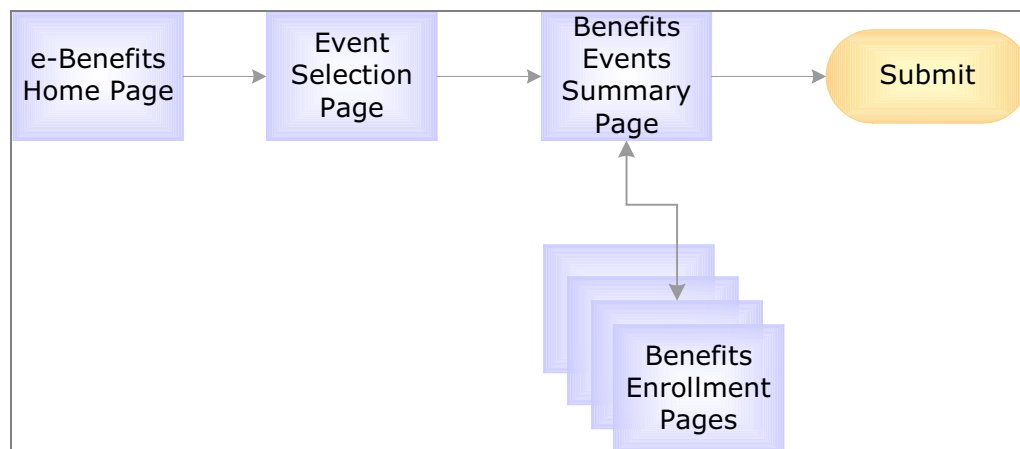 e-Benefits
Home Page
Event
Selection
Page
Benefits
Events
Summary
Page
Submit
Benefits
Enrollment
Pages